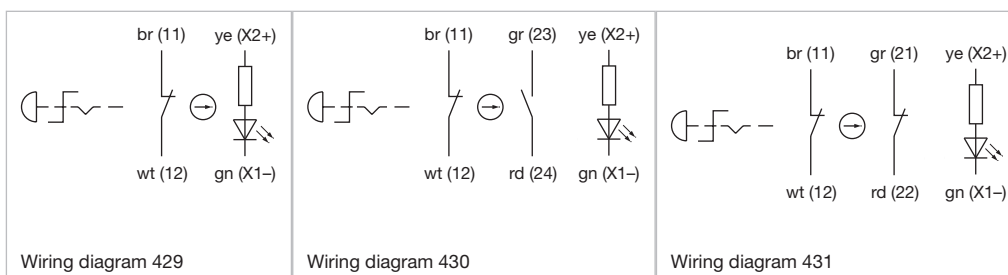 br (11) ye (X2+)
wt (12) gn (X1–)
Wiring diagram 429
br (11) gr (23) ye (X2+)
wt (12) rd (24) gn (X1–)
Wiring diagram 430
br (11) gr (21) ye (X2+)
wt (12) rd (22) gn (X1–)
Wiring diagram 431